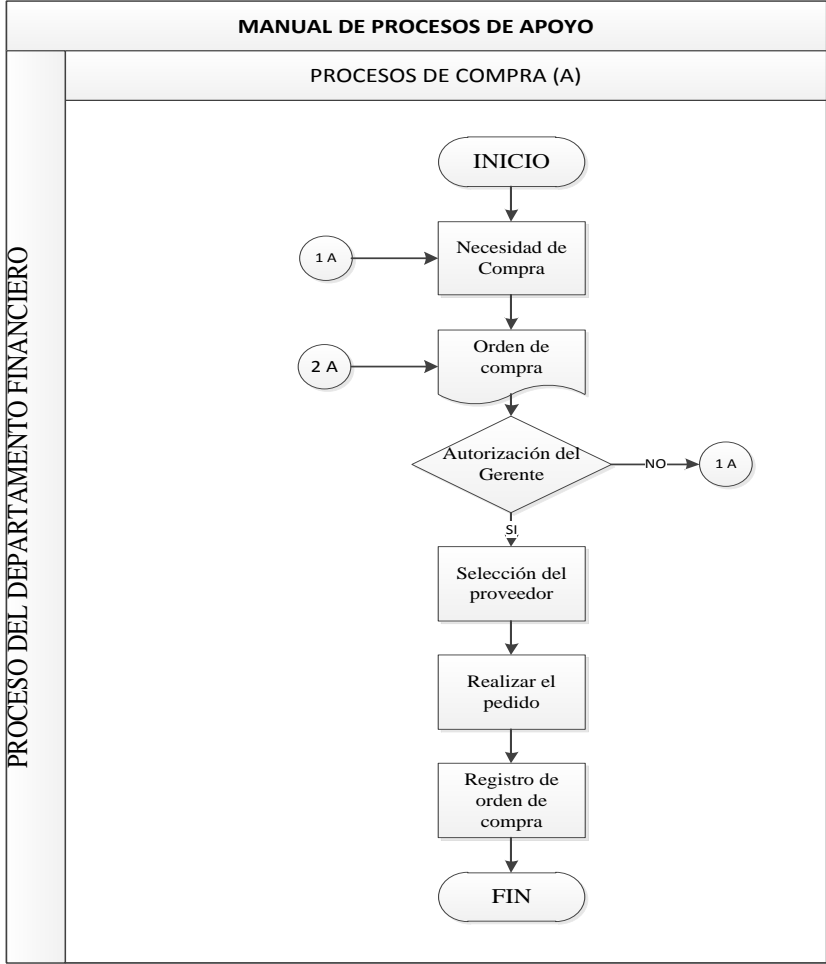 MANUAL DE PROCESOS DE APOYO
PROCESOS DE COMPRA (A)
PROCESO DEL DEPARTAMENTO FINANCIERO
INICIO
1 A
Necesidad de
Compra
2 A
Orden de
compra
Autorización del
Gerente
NO
1 A
SI
Selección del
proveedor
Realizar el
pedido
Registro de
orden de
compra
FIN